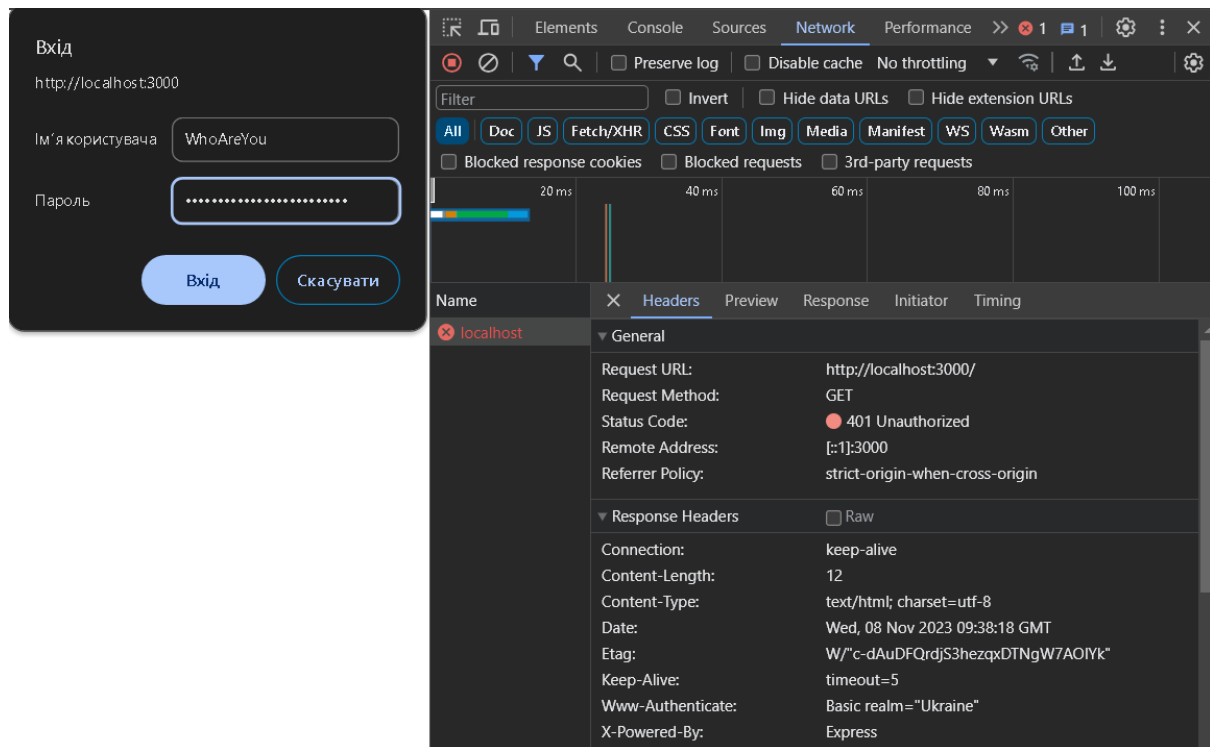 Вхід
http://localhost:3000
Ім´я користувача WhoAreYou
Пароль •••••••••••••••••••••••••
Вхід Скасувати
Elements Console Sources Network Performance 1 1
Preserve log Disable cache No throttling
Filter Invert Hide data URLs Hide extension URLs
All Doc JS Fetch/XHR CSS Font Img Media Manifest WS Wasm Other
Blocked response cookies Blocked requests 3rd-party requests
20 ms 40 ms 60 ms 80 ms 100 ms
Name Headers Preview Response Initiator Timing
localhost
General
Request URL: http://localhost:3000/
Request Method: GET
Status Code: 401 Unauthorized
Remote Address: [::1]:3000
Referrer Policy: strict-origin-when-cross-origin
Response Headers Raw
Connection: keep-alive
Content-Length: 12
Content-Type: text/html; charset=utf-8
Date: Wed, 08 Nov 2023 09:38:18 GMT
Etag: W/"c-dAuDFQrdjS3hezqxDTNgW7AOlYk"
Keep-Alive: timeout=5
Www-Authenticate: Basic realm="Ukraine"
X-Powered-By: Express